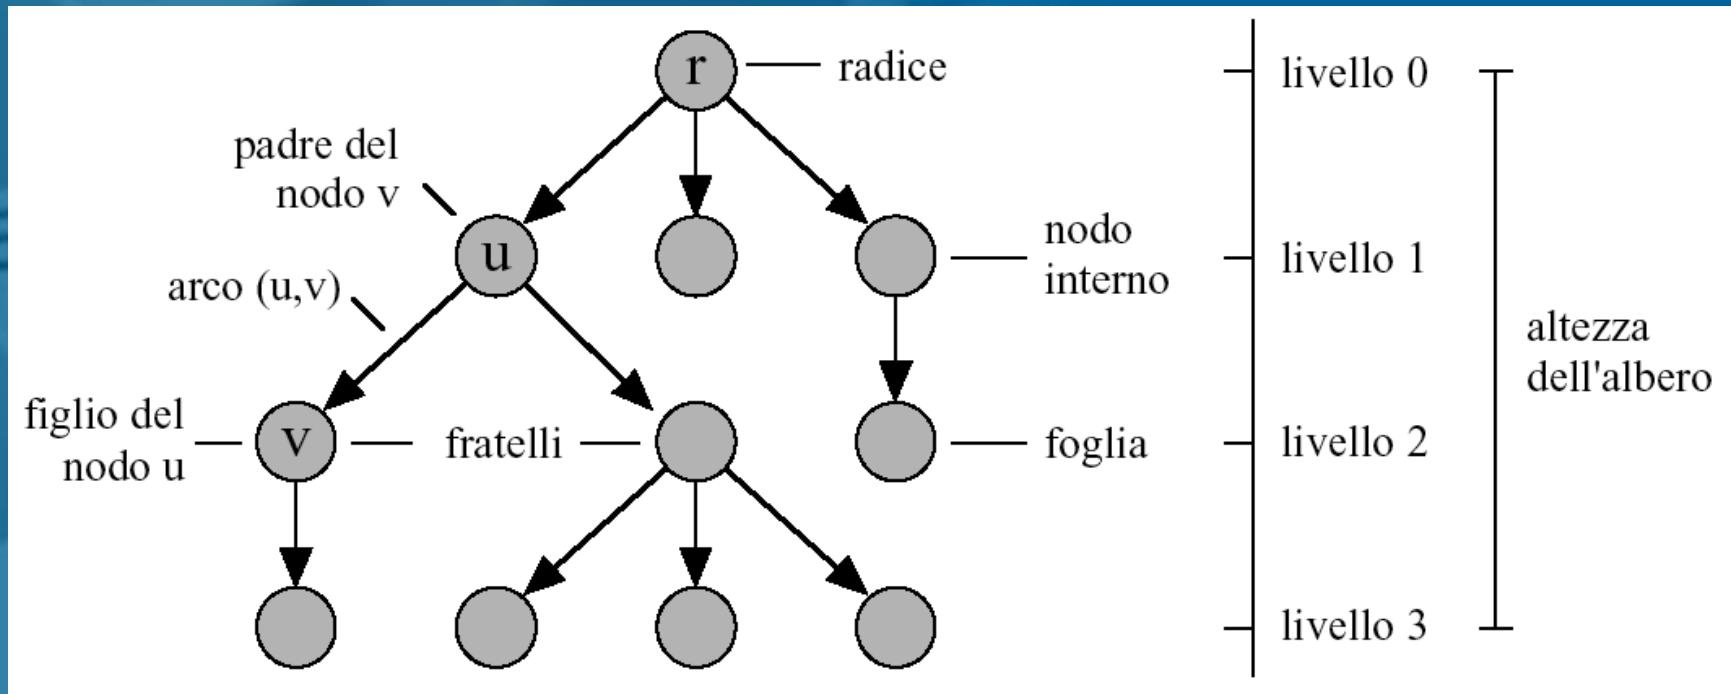 r
radice
livello 0
padre del
nodo v
u
nodo
interno
livello 1
arco (u,v)
altezza
dell'albero
figlio del
nodo u
v
fratelli
foglia
livello 2
livello 3